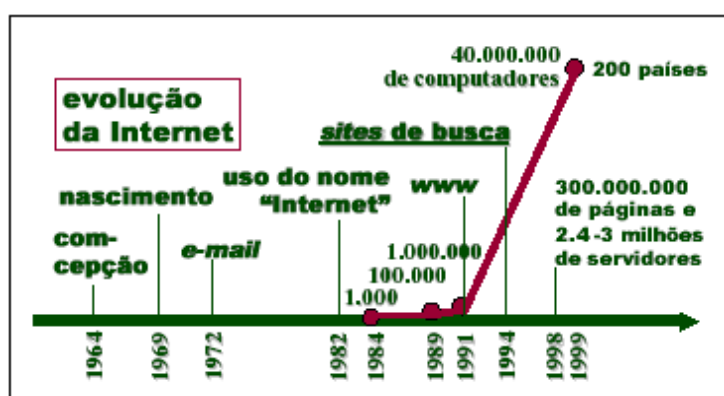 evolução
da Internet
40.000.000
de computadores
200 países
sites de busca
nascimento
uso do nome
"Internet"
www
300.000.000
de páginas e
2.4-3 milhões
de servidores
com-
cepção
e-mail
1.000.000
100.000
1.000
1964
1969
1972
1982
1984
1989
1991
1994
1998
1999